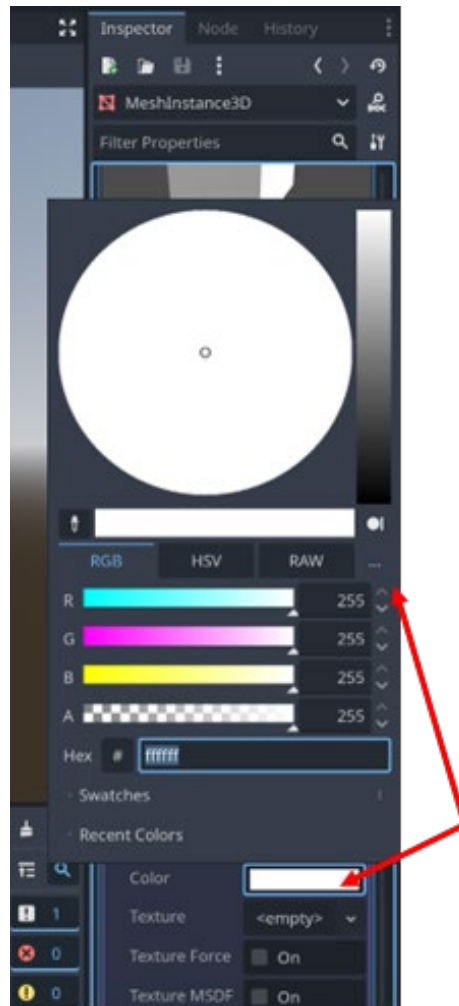 Inspector Node History
MeshInstance3D
Filter Properties
RGB HSV RAW ...
R 255
G 255
B 255
A 255
Hex # ffffff
Swatches
Recent Colors
Color
Texture <empty>
1
Texture Force On
0
Texture MSDF On
0